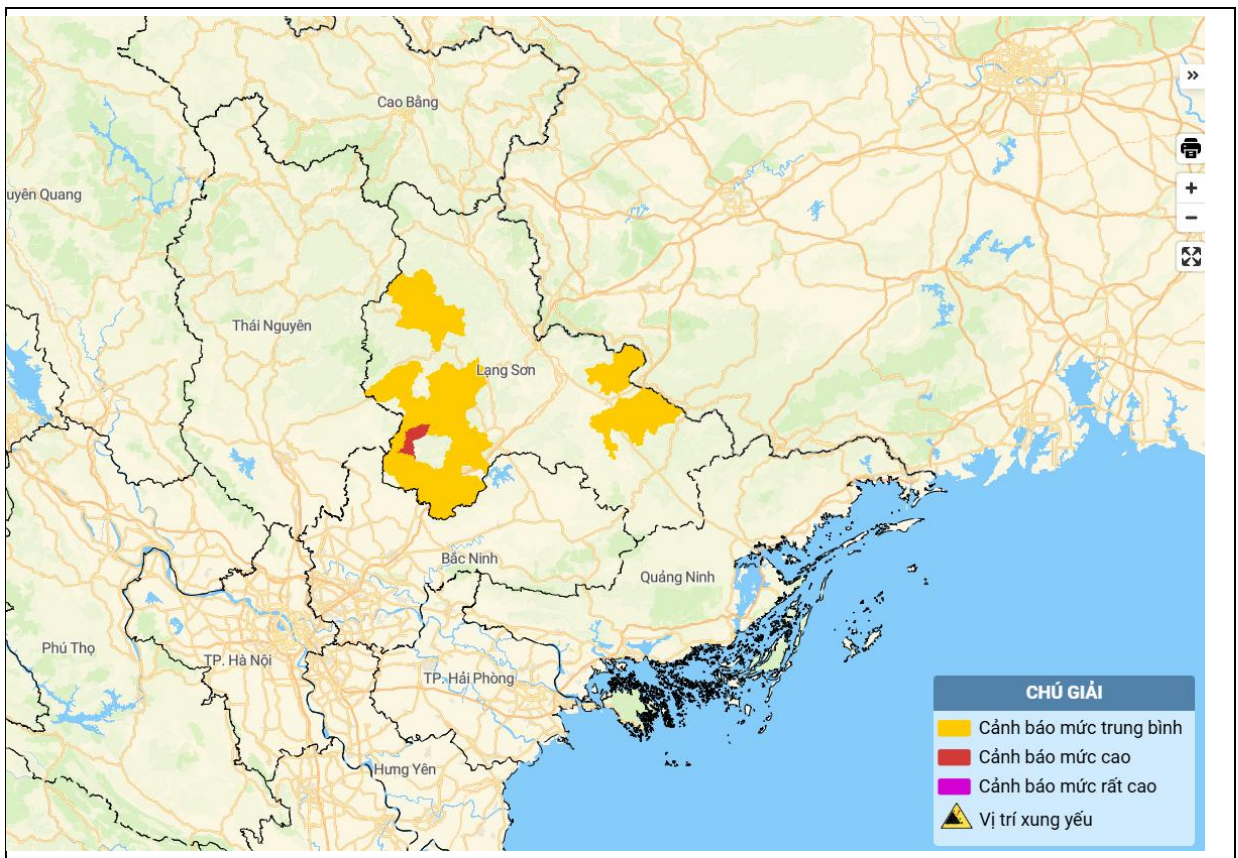 Cao Bằng
»
uyên Quang
+
−
Thái Nguyên
Lạng Sơn
Bắc Ninh
Quảng Ninh
Phú Thọ
TP. Hà Nội
TP. Hải Phòng
Hưng Yên
CHÚ GIẢI
Cảnh báo mức trung bình
Cảnh báo mức cao
Cảnh báo mức rất cao
Vị trí xung yếu